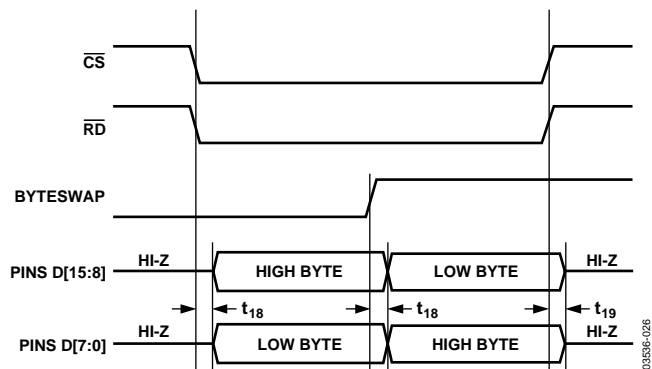 CS
RD
BYTESWAP
PINS D[15:8] HI-Z HIGH BYTE LOW BYTE HI-Z
t18 t18 t19
PINS D[7:0] HI-Z LOW BYTE HIGH BYTE HI-Z
03536-026